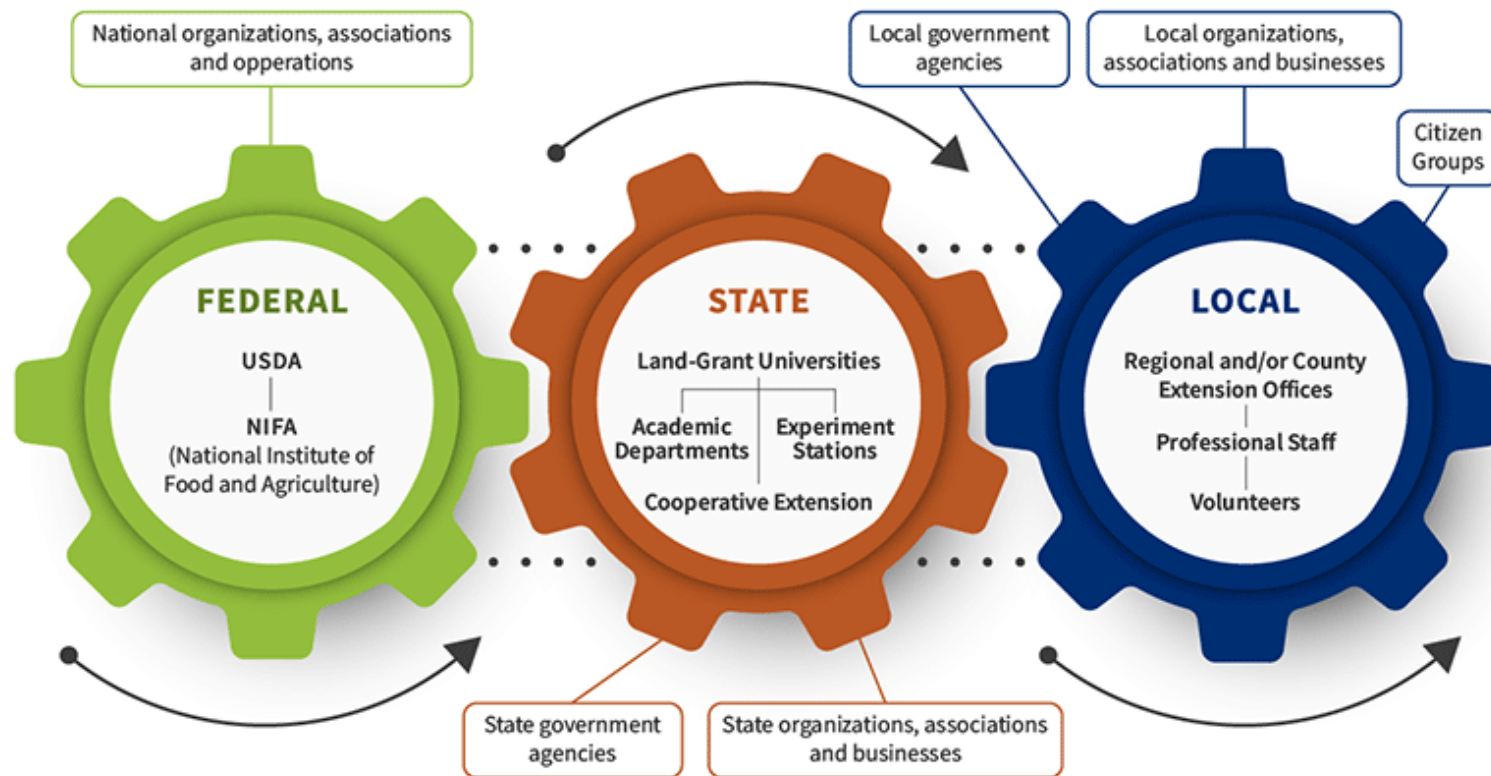 National organizations, associations
and opperations
Local government
agencies
Local organizations,
associations and businesses
Citizen
Groups
FEDERAL
USDA
NIFA
(National Institute of
Food and Agriculture)
STATE
Land-Grant Universities
Academic
Departments
Experiment
Stations
Cooperative Extension
LOCAL
Regional and/or County
Extension Offices
Professional Staff
Volunteers
State government
agencies
State organizations, associations
and businesses